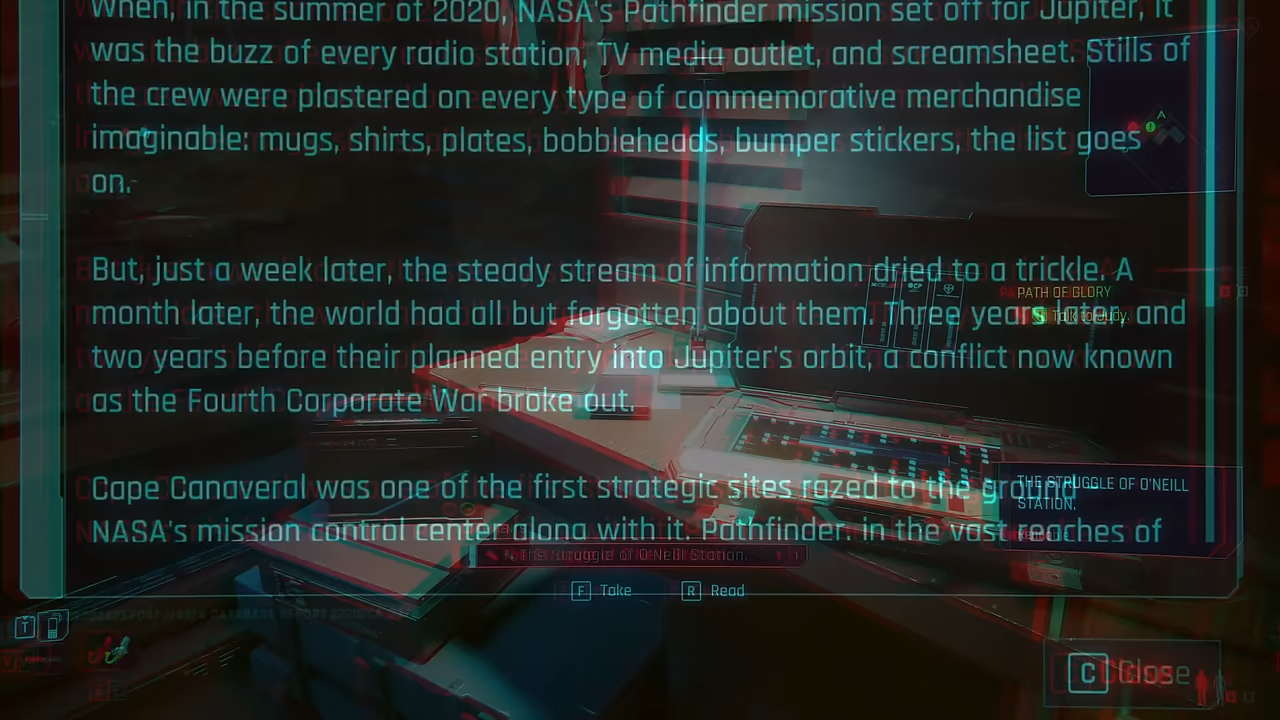 When, in the summer of 2020, NASA's Pathfinder mission set off for Jupiter, it
was the buzz of every radio station, TV media outlet, and screamsheet. Stills of
the crew were plastered on every type of commemorative merchandise
imaginable: mugs, shirts, plates, bobbleheads, bumper stickers, the list goes
on.
But, just a week later, the steady stream of information dried to a trickle. A
PATH OF GLORY
month later, the world had all but forgotten about them. Three years later, and
Talk to Judy.
two years before their planned entry into Jupiter's orbit, a conflict now known
as the Fourth Corporate War broke out.
Cape Canaveral was one of the first strategic sites razed to the ground -
THE STRUGGLE OF O'NEILL
STATION.
NASA's mission control center along with it. Pathfinder, in the vast reaches of
The Struggle of O'Neill Station.
F Take
R Read
T
C Close